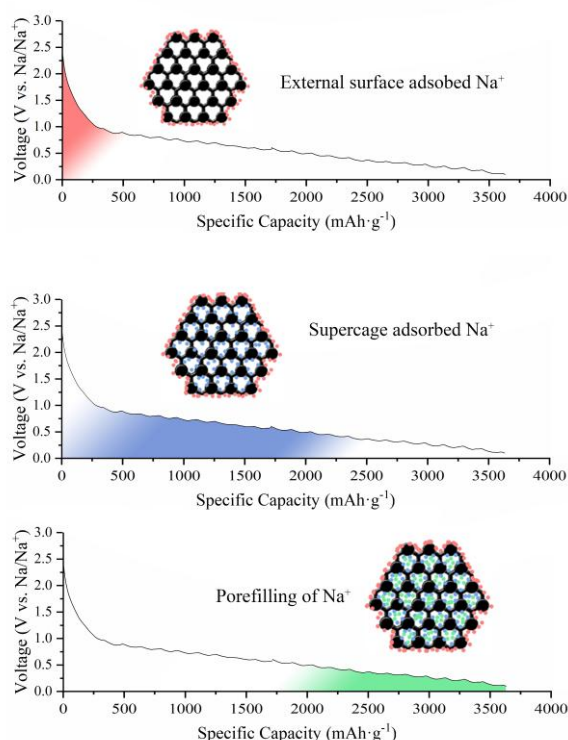 3.0
2.5
2.0
1.5
1.0
0.5
0.0
Voltage (V vs. Na/Na⁺)
External surface adsobed Na⁺
0 500 1000 1500 2000 2500 3000 3500 4000
Specific Capacity (mAh·g⁻¹)
3.0
2.5
2.0
1.5
1.0
0.5
0.0
Voltage (V vs. Na/Na⁺)
Supercage adsorbed Na⁺
0 500 1000 1500 2000 2500 3000 3500 4000
Specific Capacity (mAh·g⁻¹)
3.0
2.5
2.0
1.5
1.0
0.5
0.0
Voltage (V vs. Na/Na⁺)
Porefilling of Na⁺
0 500 1000 1500 2000 2500 3000 3500 4000
Specific Capacity (mAh·g⁻¹)